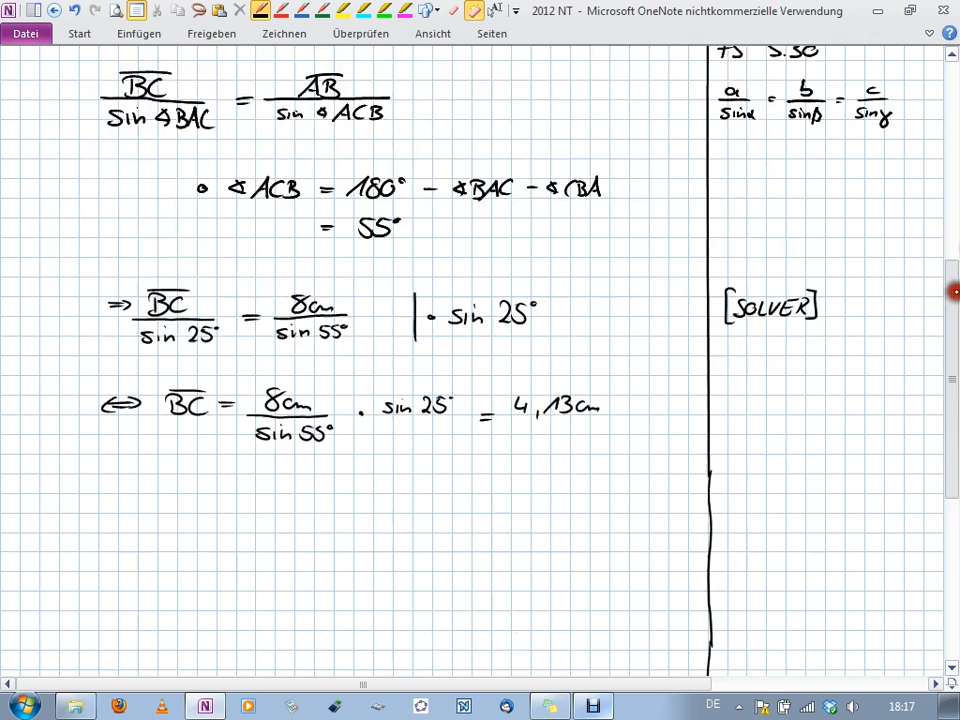 2012 NT - Microsoft OneNote nichtkommerzielle Verwendung
Datei Start Einfügen Freigeben Zeichnen Überprüfen Ansicht Seiten
BC / sin ∢BAC = AB / sin ∢ACB
a / sinα = b / sinβ = c / sinγ
• ∢ACB = 180° − ∢BAC − ∢CBA
= 55°
⇒ BC / sin 25° = 8cm / sin 55° | • sin 25°
[SOLVER]
⇔ BC = 8cm / sin 55° • sin 25° = 4,13cm
DE 18:17